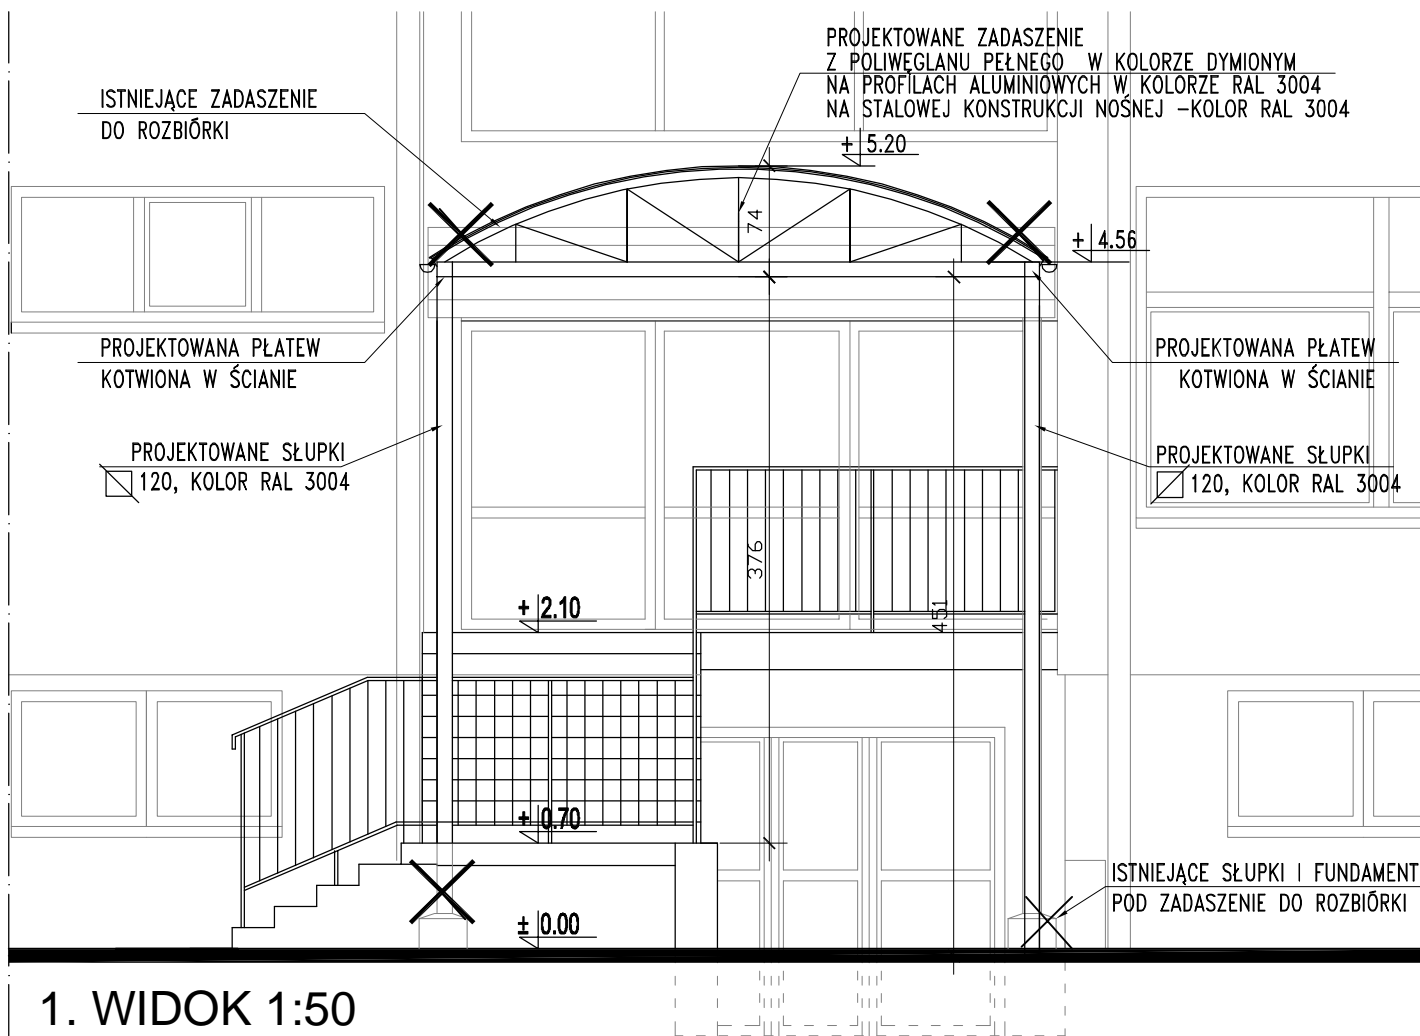 PROJEKTOWANE ZADASZENIE
Z POLIWĘGLANU PEŁNEGO W KOLORZE DYMIONYM
NA PROFILACH ALUMINIOWYCH W KOLORZE RAL 3004
NA STALOWEJ KONSTRUKCJI NOŚNEJ -KOLOR RAL 3004
ISTNIEJĄCE ZADASZENIE
DO ROZBIÓRKI
+ 5.20
74
+ 4.56
PROJEKTOWANA PŁATEW
KOTWIONA W ŚCIANIE
PROJEKTOWANA PŁATEW
KOTWIONA W ŚCIANIE
PROJEKTOWANE SŁUPKI
120, KOLOR RAL 3004
PROJEKTOWANE SŁUPKI
120, KOLOR RAL 3004
376
451
+ 2.10
+ 0.70
ISTNIEJĄCE SŁUPKI I FUNDAMENT
POD ZADASZENIE DO ROZBIÓRKI
± 0.00
1. WIDOK 1:50